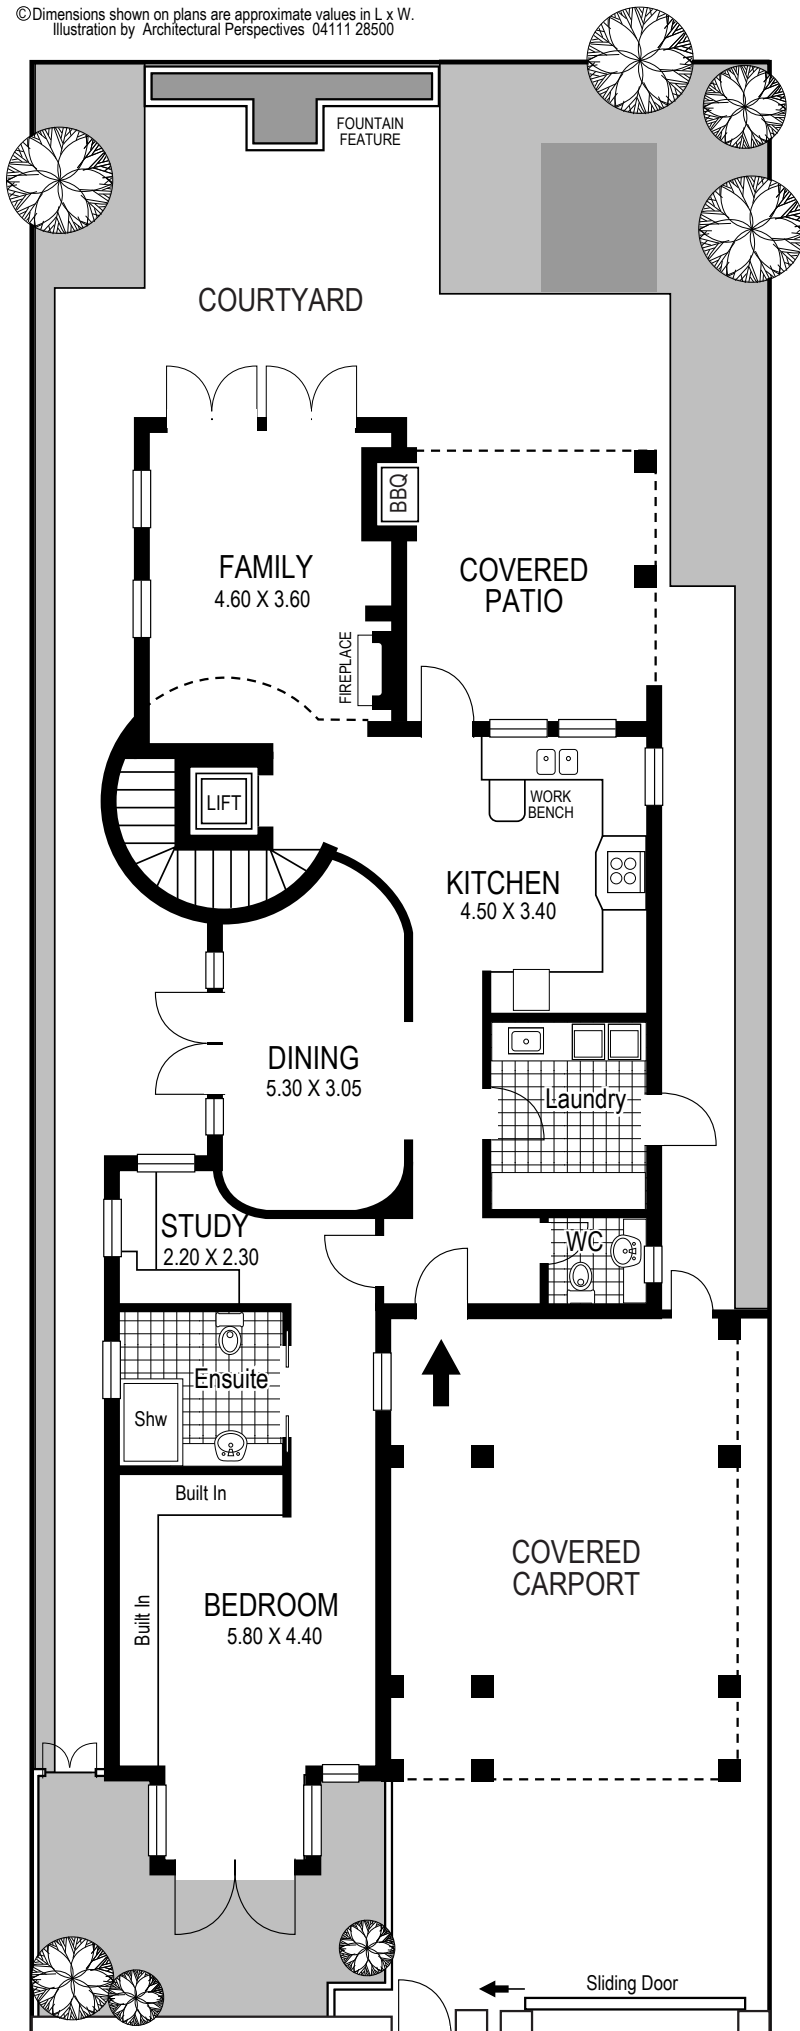 ©Dimensions shown on plans are approximate values in L x W.
Illustration by Architectural Perspectives 04111 28500
FOUNTAIN
FEATURE
COURTYARD
BBQ
FAMILY
4.60 X 3.60
COVERED
PATIO
FIREPLACE
LIFT
WORK
BENCH
KITCHEN
4.50 X 3.40
DINING
5.30 X 3.05
Laundry
STUDY
2.20 X 2.30
WC
Ensuite
Shw
Built In
Built In
BEDROOM
5.80 X 4.40
COVERED
CARPORT
Sliding Door